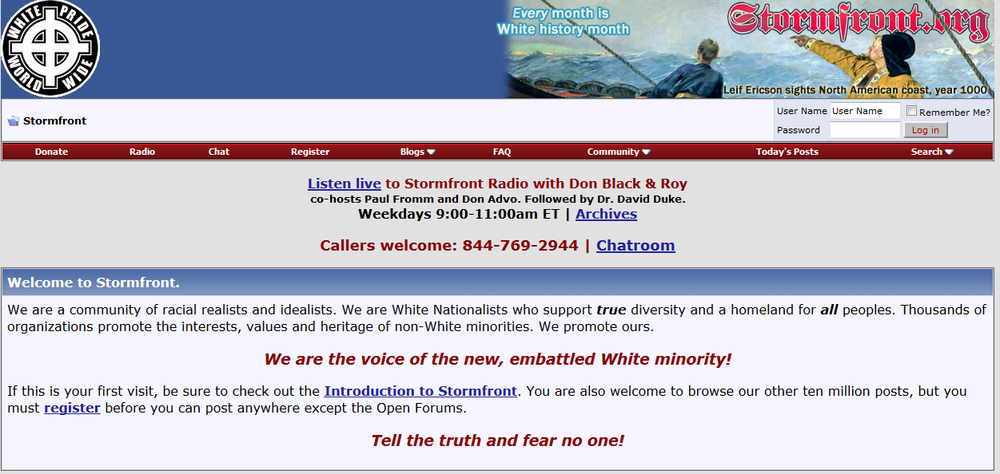 WHITE PRIDE
WORLD WIDE
Every month is
White history month
Stormfront.org
Leif Ericson sights North American coast, year 1000
Stormfront
User Name User Name Remember Me?
Password Log in
Donate Radio Chat Register Blogs FAQ Community Today's Posts Search
Listen live to Stormfront Radio with Don Black & Roy
co-hosts Paul Fromm and Don Advo. Followed by Dr. David Duke.
Weekdays 9:00-11:00am ET | Archives
Callers welcome: 844-769-2944 | Chatroom
Welcome to Stormfront.
We are a community of racial realists and idealists. We are White Nationalists who support true diversity and a homeland for all peoples. Thousands of
organizations promote the interests, values and heritage of non-White minorities. We promote ours.
We are the voice of the new, embattled White minority!
If this is your first visit, be sure to check out the Introduction to Stormfront. You are also welcome to browse our other ten million posts, but you
must register before you can post anywhere except the Open Forums.
Tell the truth and fear no one!